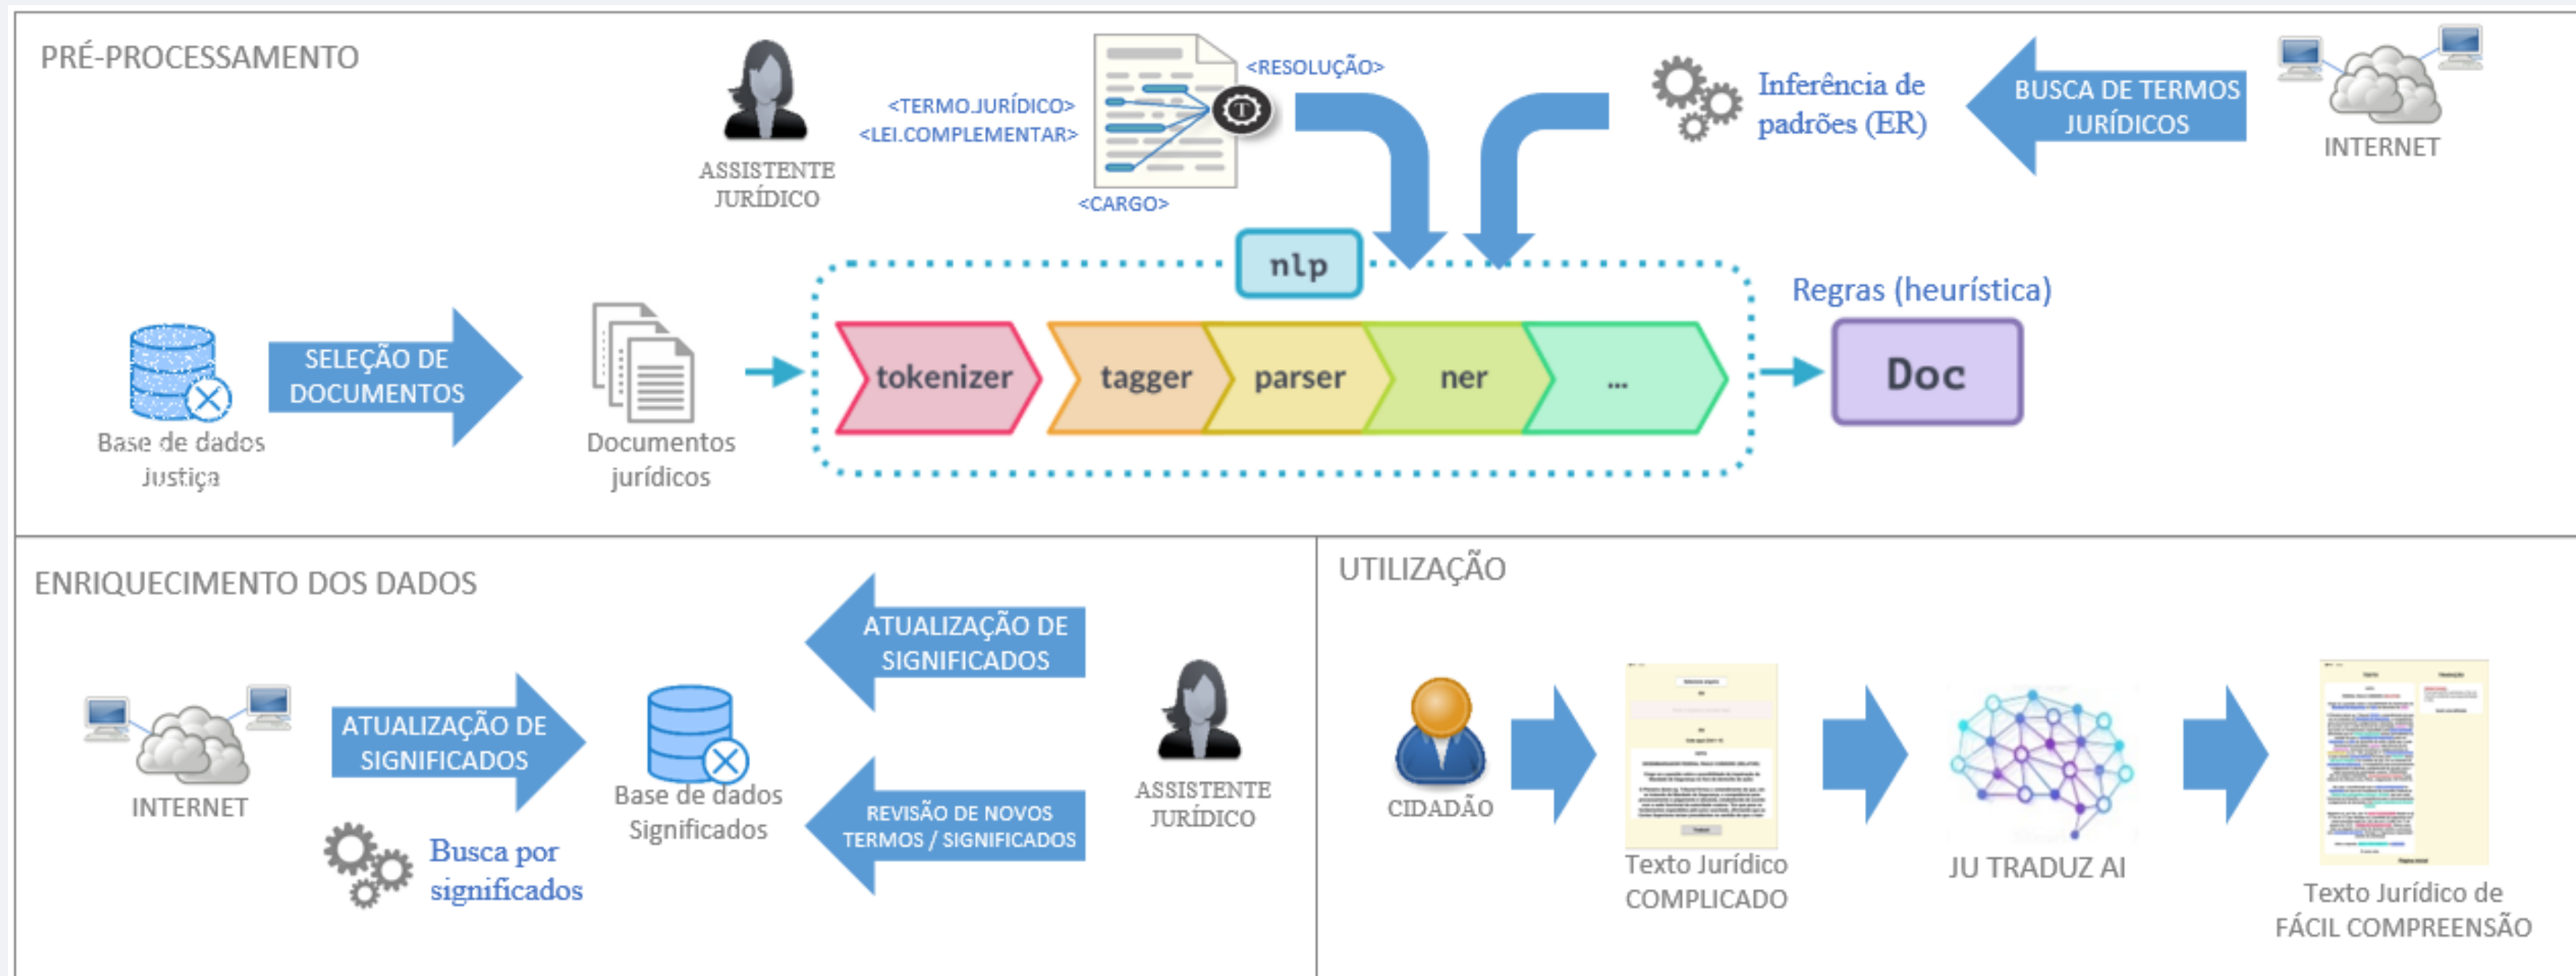 PRÉ-PROCESSAMENTO
ASSISTENTE
JURÍDICO
<RESOLUÇÃO>
<TERMO.JURÍDICO>
<LEI.COMPLEMENTAR>
<CARGO>
T
Inferência de
padrões (ER)
BUSCA DE TERMOS
JURÍDICOS
INTERNET
Base de dados
Justiça
SELEÇÃO DE
DOCUMENTOS
Documentos
jurídicos
nlp
tokenizer
tagger
parser
ner
...
Regras (heurística)
Doc
ENRIQUECIMENTO DOS DADOS
INTERNET
ATUALIZAÇÃO DE
SIGNIFICADOS
Busca por
significados
Base de dados
Significados
ATUALIZAÇÃO DE
SIGNIFICADOS
REVISÃO DE NOVOS
TERMOS / SIGNIFICADOS
ASSISTENTE
JURÍDICO
UTILIZAÇÃO
CIDADÃO
Texto Jurídico
COMPLICADO
JU TRADUZ AI
Texto Jurídico de
FÁCIL COMPREENSÃO